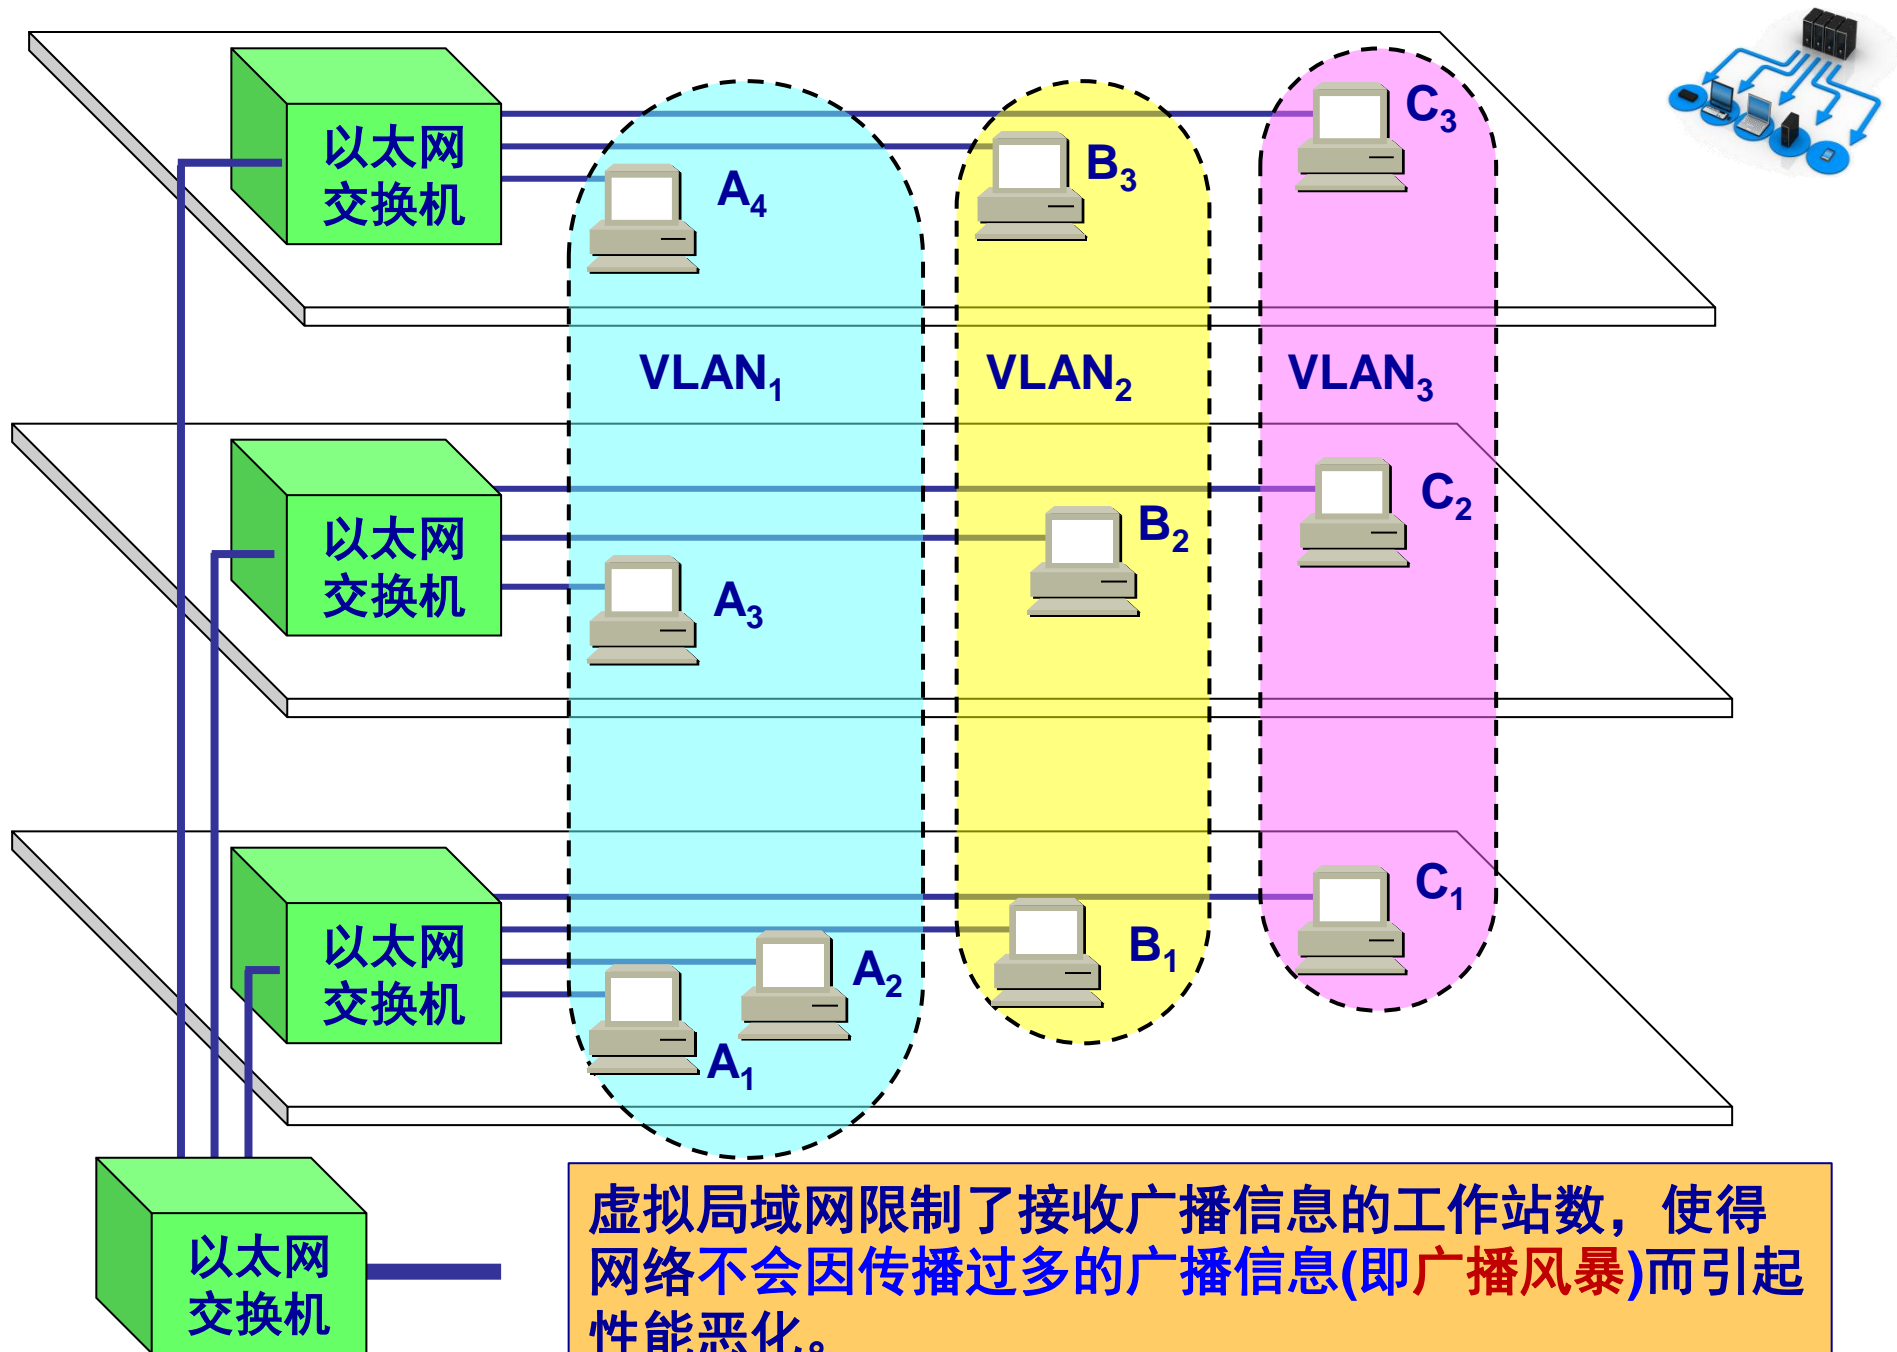 以太网
交换机
A4
B3
C3
VLAN1
VLAN2
VLAN3
以太网
交换机
A3
B2
C2
以太网
交换机
A1
A2
B1
C1
以太网
交换机
虚拟局域网限制了接收广播信息的工作站数，使得
网络不会因传播过多的广播信息(即广播风暴)而引起
性能恶化。